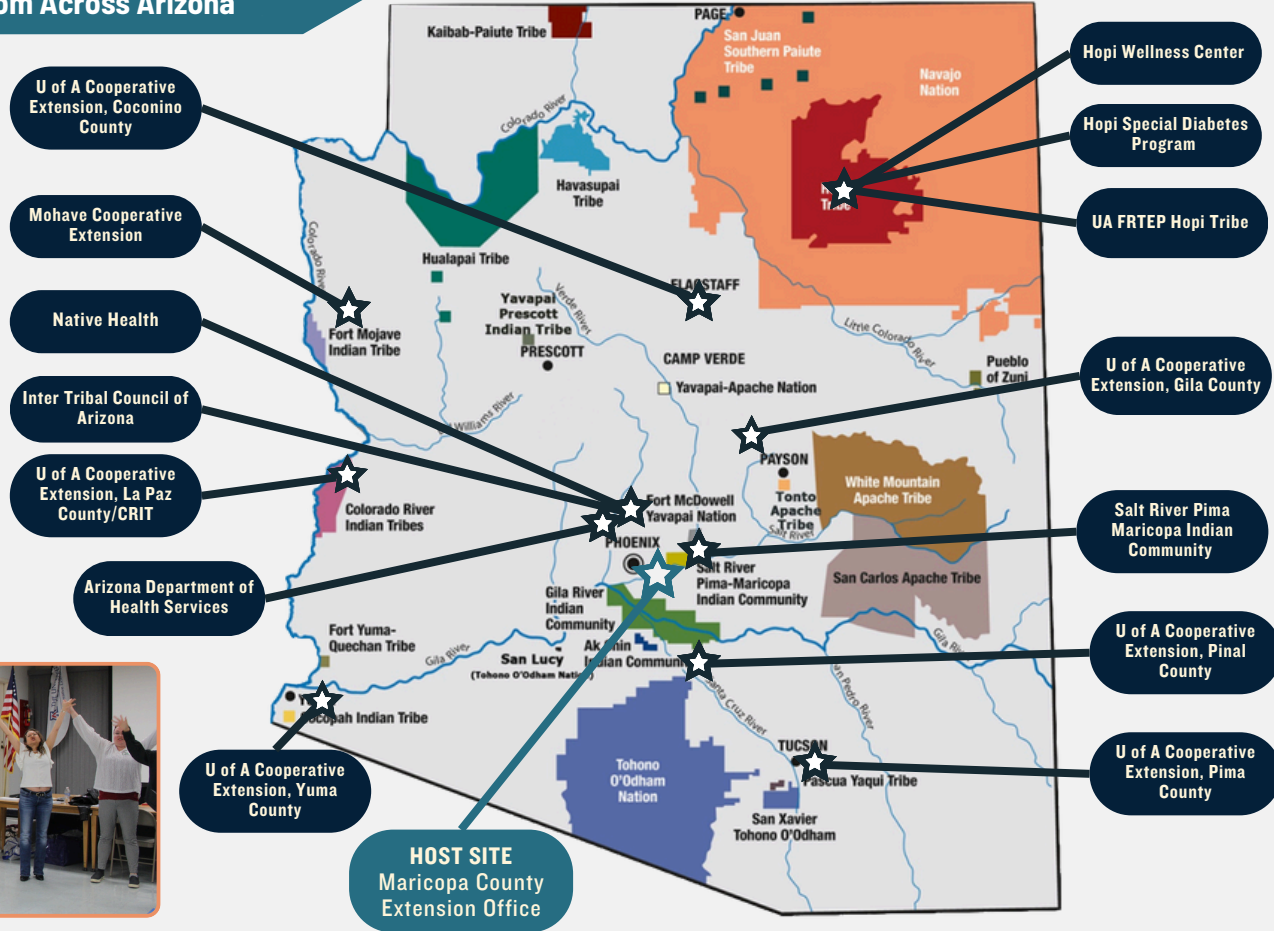 Across Arizona
U of A Cooperative
Extension, Coconino
County
Mohave Cooperative
Extension
Native Health
Inter Tribal Council of
Arizona
U of A Cooperative
Extension, La Paz
County/CRIT
Arizona Department of
Health Services
U of A Cooperative
Extension, Yuma
County
HOST SITE
Maricopa County
Extension Office
Hopi Wellness Center
Hopi Special Diabetes
Program
UA FRTEP Hopi Tribe
U of A Cooperative
Extension, Gila County
Salt River Pima
Maricopa Indian
Community
U of A Cooperative
Extension, Pinal
County
U of A Cooperative
Extension, Pima
County
Kaibab-Paiute Tribe
PAGE
San Juan
Southern Paiute
Tribe
Navajo
Nation
Colorado River
Havasupai
Tribe
Hualapai Tribe
Tribe
Colorado River
FLAGSTAFF
Yavapai
Prescott
Indian Tribe
Verde River
PRESCOTT
Fort Mojave
Indian Tribe
Little Colorado
River
CAMP VERDE
Yavapai-Apache Nation
Pueblo
of Zuni
Williams River
PAYSON
Tonto
Apache
Tribe
White Mountain
Apache Tribe
Salt River
Colorado River
Indian Tribes
Fort McDowell
Yavapai Nation
PHOENIX
Salt River
Pima-Maricopa
Indian Community
San Carlos Apache Tribe
Gila River
Indian
Community
Fort Yuma-
Quechan Tribe
Gila River
San Lucy
(Tohono O'Odham Nation)
Indian
Gila
Santa Cruz River
San Pedro River
Indian Tribe
Tohono
O'Odham
Nation
TUCSON
Pascua Yaqui Tribe
San Xavier
Tohono O'Odham